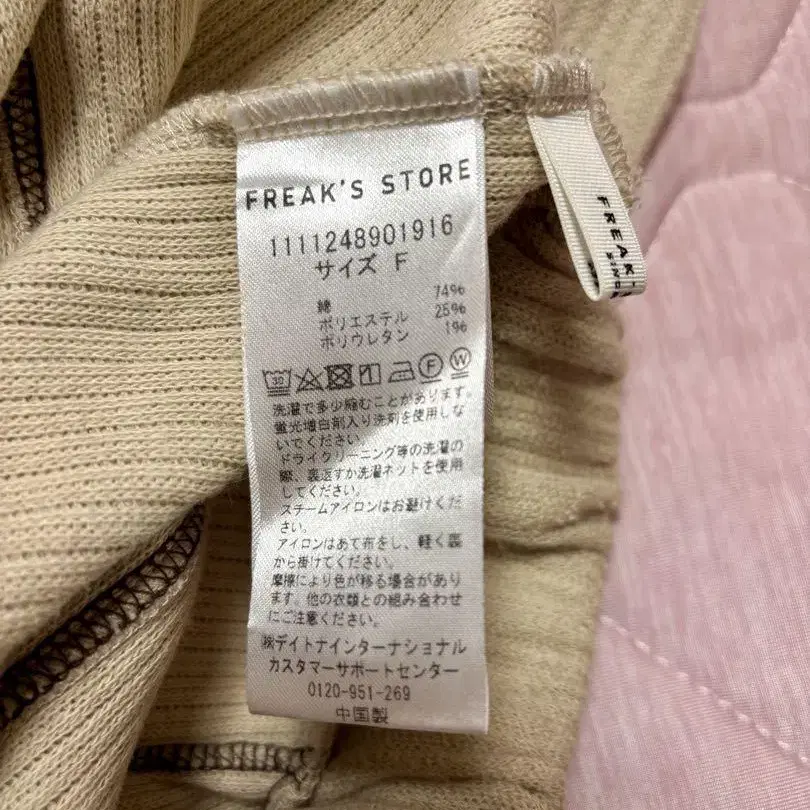 FREAK'S STORE
1111248901916
サイズ F
綿 74%
ポリエステル 25%
ポリウレタン 1%
30 F W
洗濯で多少縮むことがあります。
蛍光増白剤入り洗剤を使用しな
いでください。
ドライクリーニング等の洗濯の
際、裏返すか洗濯ネットを使用
してください。
スチームアイロンはお避けくだ
さい。
アイロンはあて布をし、軽く裏
から掛けてください。
摩擦により色が移る場合があり
ます。他の衣類との組み合わせ
にご注意ください。
㈱デイトナインターナショナル
カスタマーサポートセンター
0120-951-269
中国製
FREAK'